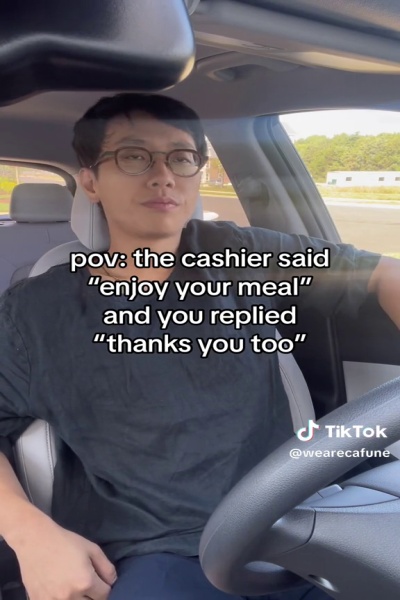 pov: the cashier said
“enjoy your meal”
and you replied
“thanks you too”
TikTok
@wearecafune